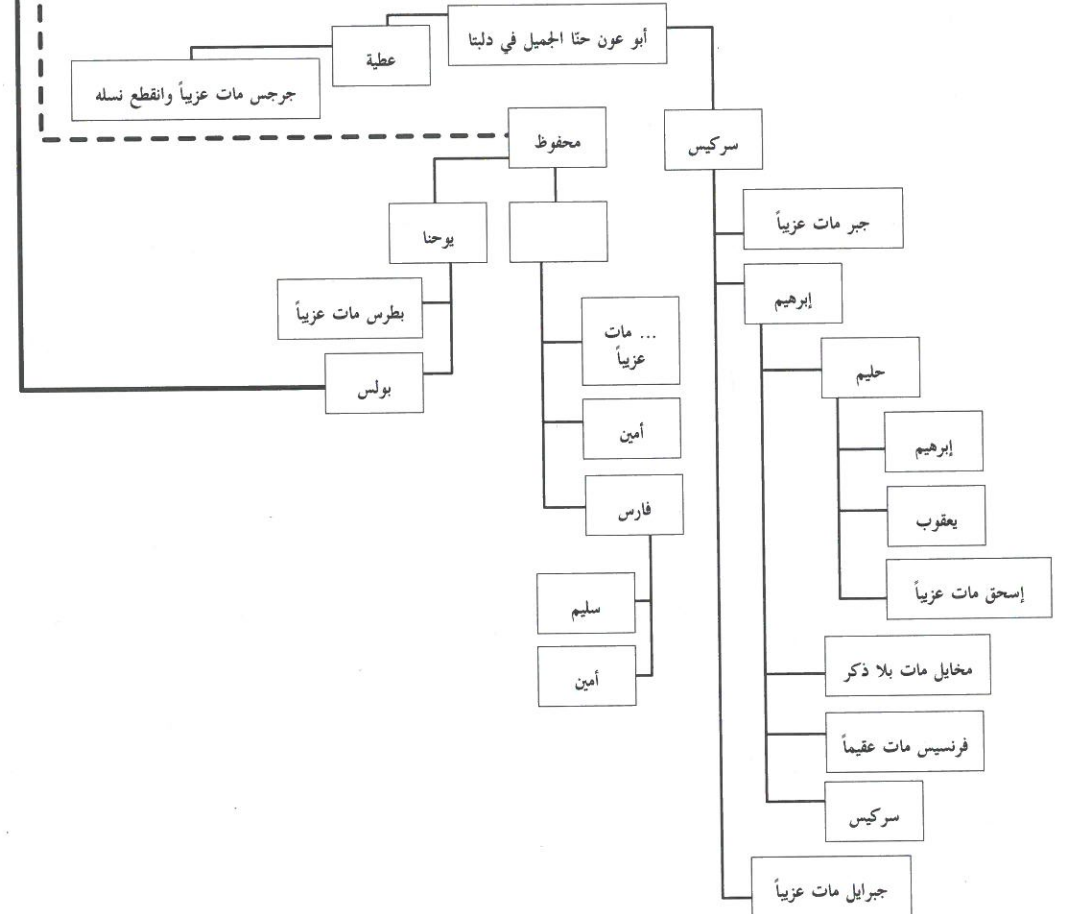 أبو عون حنّا الجميل في دلبتا
عطية
جرجس مات عزيباً وانقطع نسله
محفوظ
سركيس
جبر مات عزيباً
يوحنا
إبرهيم
بطرس مات عزيباً
... مات
عزيباً
حليم
بولس
أمين
إبرهيم
فارس
يعقوب
إسحق مات عزيباً
سليم
مخايل مات بلا ذكر
أمين
فرنسيس مات عقيماً
سركيس
جبرايل مات عزيباً